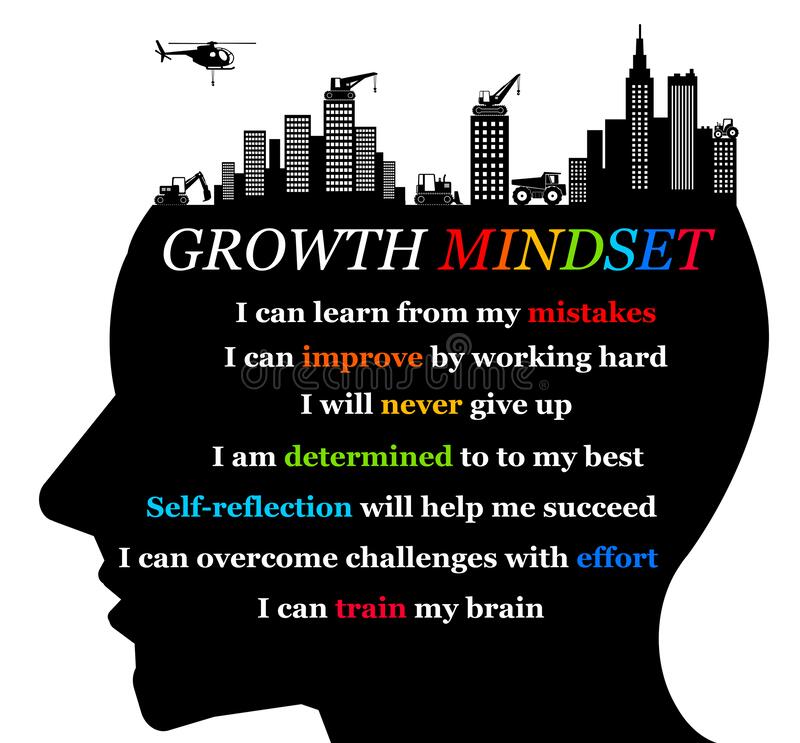 GROWTH MINDSET
I can learn from my mistakes
I can improve by working hard
dreamstime
I will never give up
I am determined to to my best
Self-reflection will help me succeed
I can overcome challenges with effort
I can train my brain